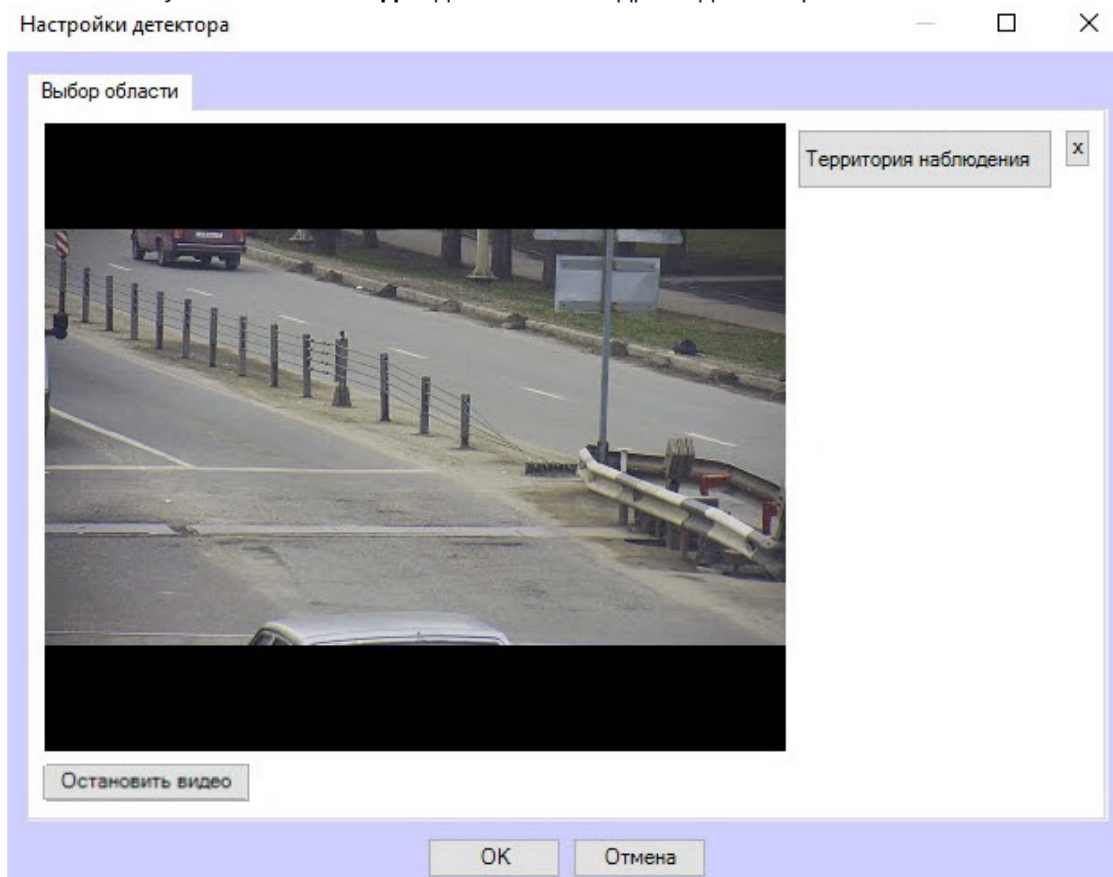 Настройки детектора
Выбор области
Территория наблюдения
x
Остановить видео
OK
Отмена